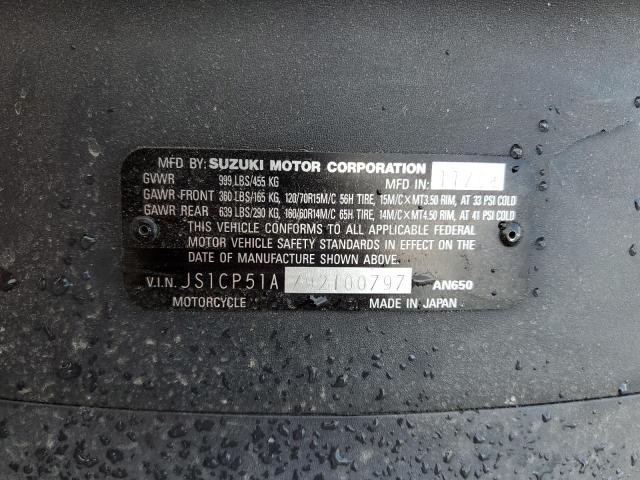 MFD BY: SUZUKI MOTOR CORPORATION
GVWR 999 LBS/455 KG MFD IN:
GAWR FRONT 360 LBS/165 KG, 120/70R15M/C 56H TIRE, 15M/C×MT3.50 RIM, AT 33 PSI COLD
GAWR REAR 639 LBS/290 KG, 160/60R14M/C 65H TIRE, 14M/C×MT4.50 RIM, AT 41 PSI COLD
THIS VEHICLE CONFORMS TO ALL APPLICABLE FEDERAL
MOTOR VEHICLE SAFETY STANDARDS IN EFFECT ON THE
DATE OF MANUFACTURE SHOWN ABOVE.
V.I.N. AN650
MOTORCYCLE MADE IN JAPAN